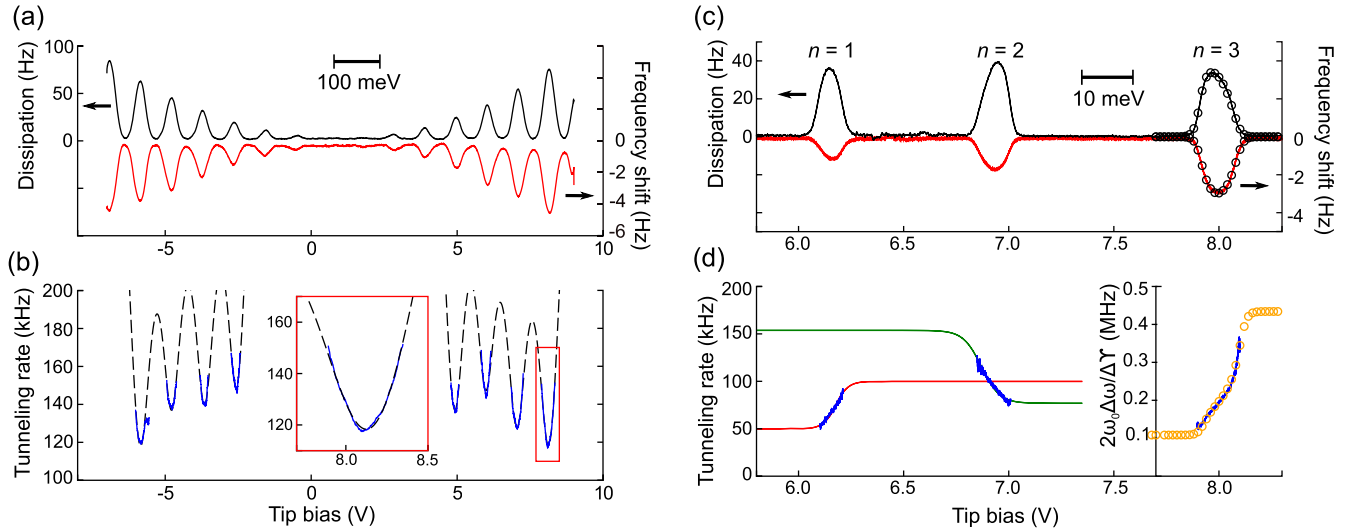 (a)
100
50
0
Dissipation (Hz)
100 meV
0
-2
-4
-6
Frequency shift (Hz)
-5
0
5
10
(b)
200
180
160
140
120
100
Tunneling rate (kHz)
160
140
120
8.0
8.5
-5
0
5
10
Tip bias (V)
(c)
40
20
0
Dissipation (Hz)
n = 1
n = 2
n = 3
10 meV
0
-2
-4
Frequency shift (Hz)
6.0
6.5
7.0
7.5
8.0
(d)
200
150
100
50
0
Tunneling rate (kHz)
0.5
0.4
0.3
0.2
0.1
2ω₀Δω/Δϒ (MHz)
6.0
6.5
7.0
7.5
8.0
Tip bias (V)